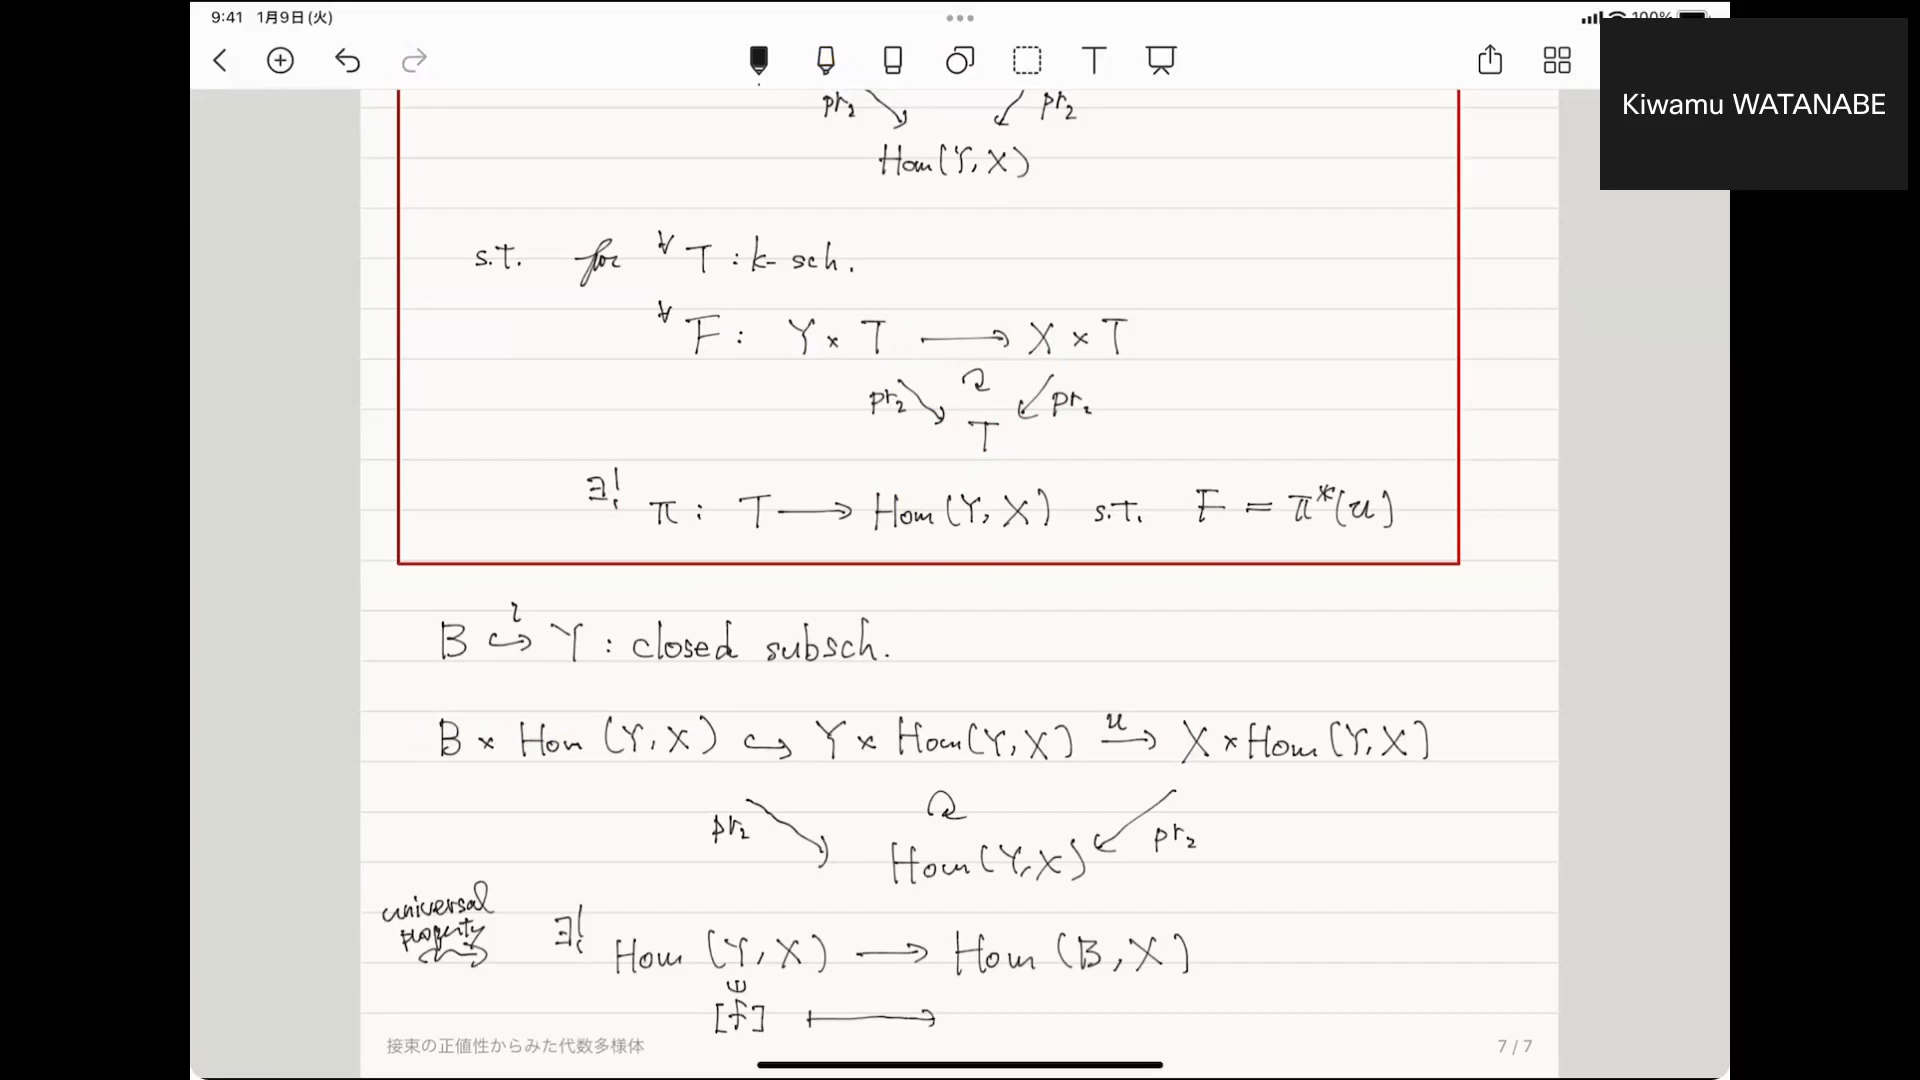 9:41 1月9日(火)
100%
Kiwamu WATANABE
pr₂ pr₂
Hom(Y, X)
s.t. for ∀T : k-sch.
∀F : Y × T ⟶ X × T
pr₂ ↻ pr₂
T
∃! π : T ⟶ Hom(Y, X) s.t. F = π*(u)
B ↪ Y : closed subsch.
B × Hom(Y, X) ↪ Y × Hom(Y, X) ⟶ X × Hom(Y, X)
u
pr₂ ↻ pr₂
Hom(Y, X)
universal
property
∃! Hom(Y, X) ⟶ Hom(B, X)
[f] ⟼
接束の正値性からみた代数多様体
7 / 7